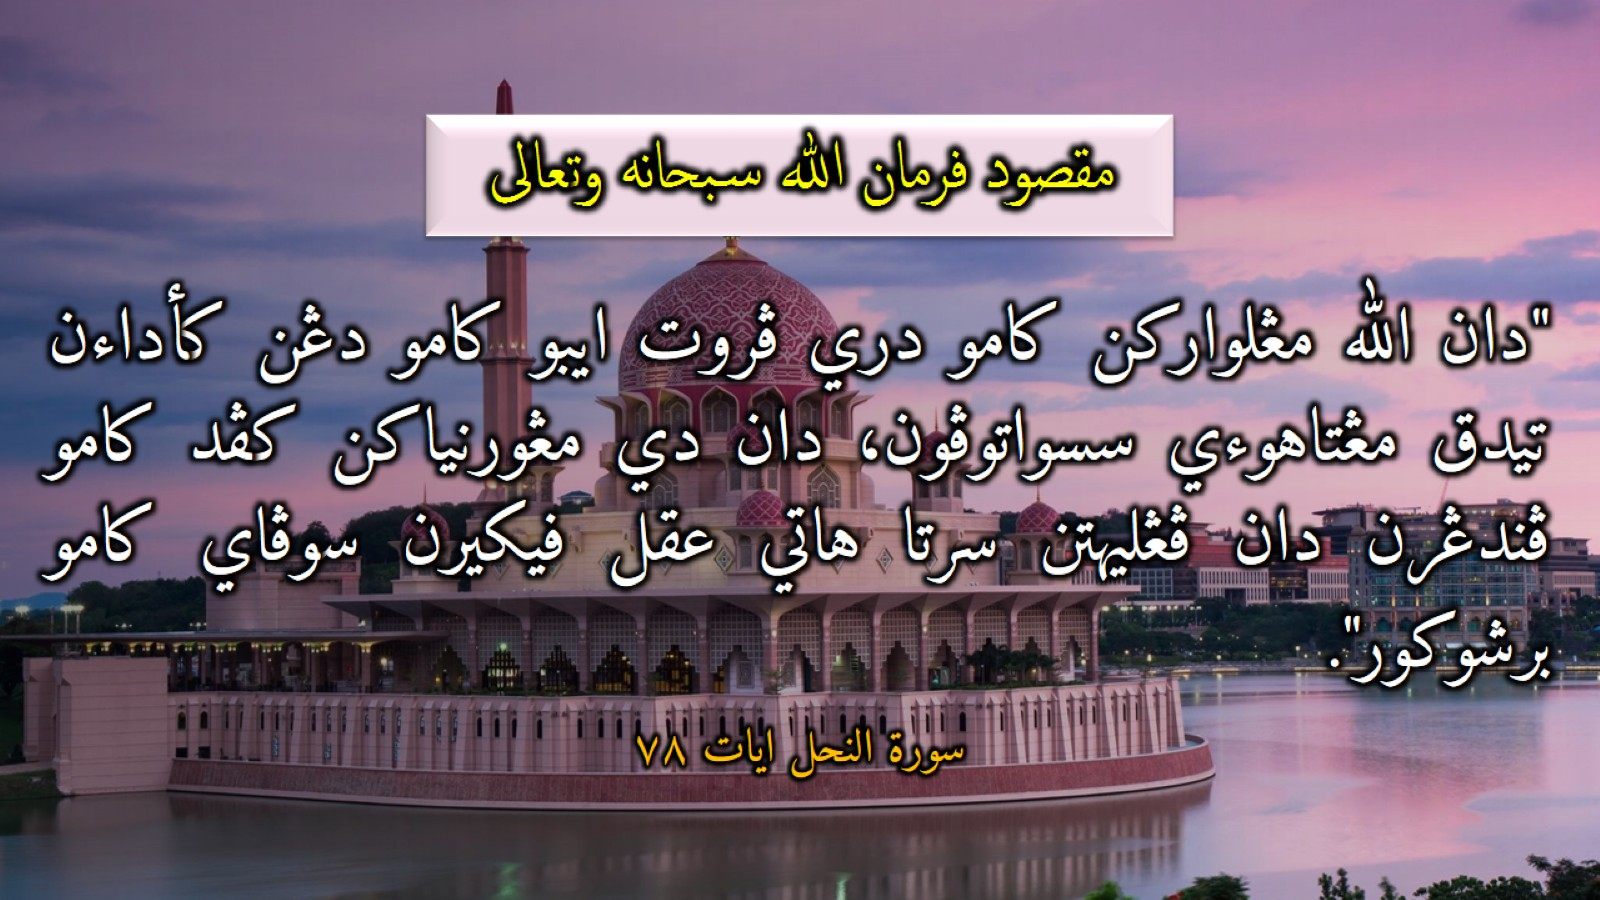 مقصود فرمان الله سبحانه وتعالى
"دان الله مڠلواركن كامو دري ڤروت ايبو كامو دڠن كأداءن
تيدق مڠتاهوءي سسواتوڤون، دان دي مڠورنياكن كڤد كامو
ڤندڠرن دان ڤڠليهتن سرتا هاتي عقل فيكيرن سوڤاي كامو
برشوكور".
سورة النحل ايات ٧٨